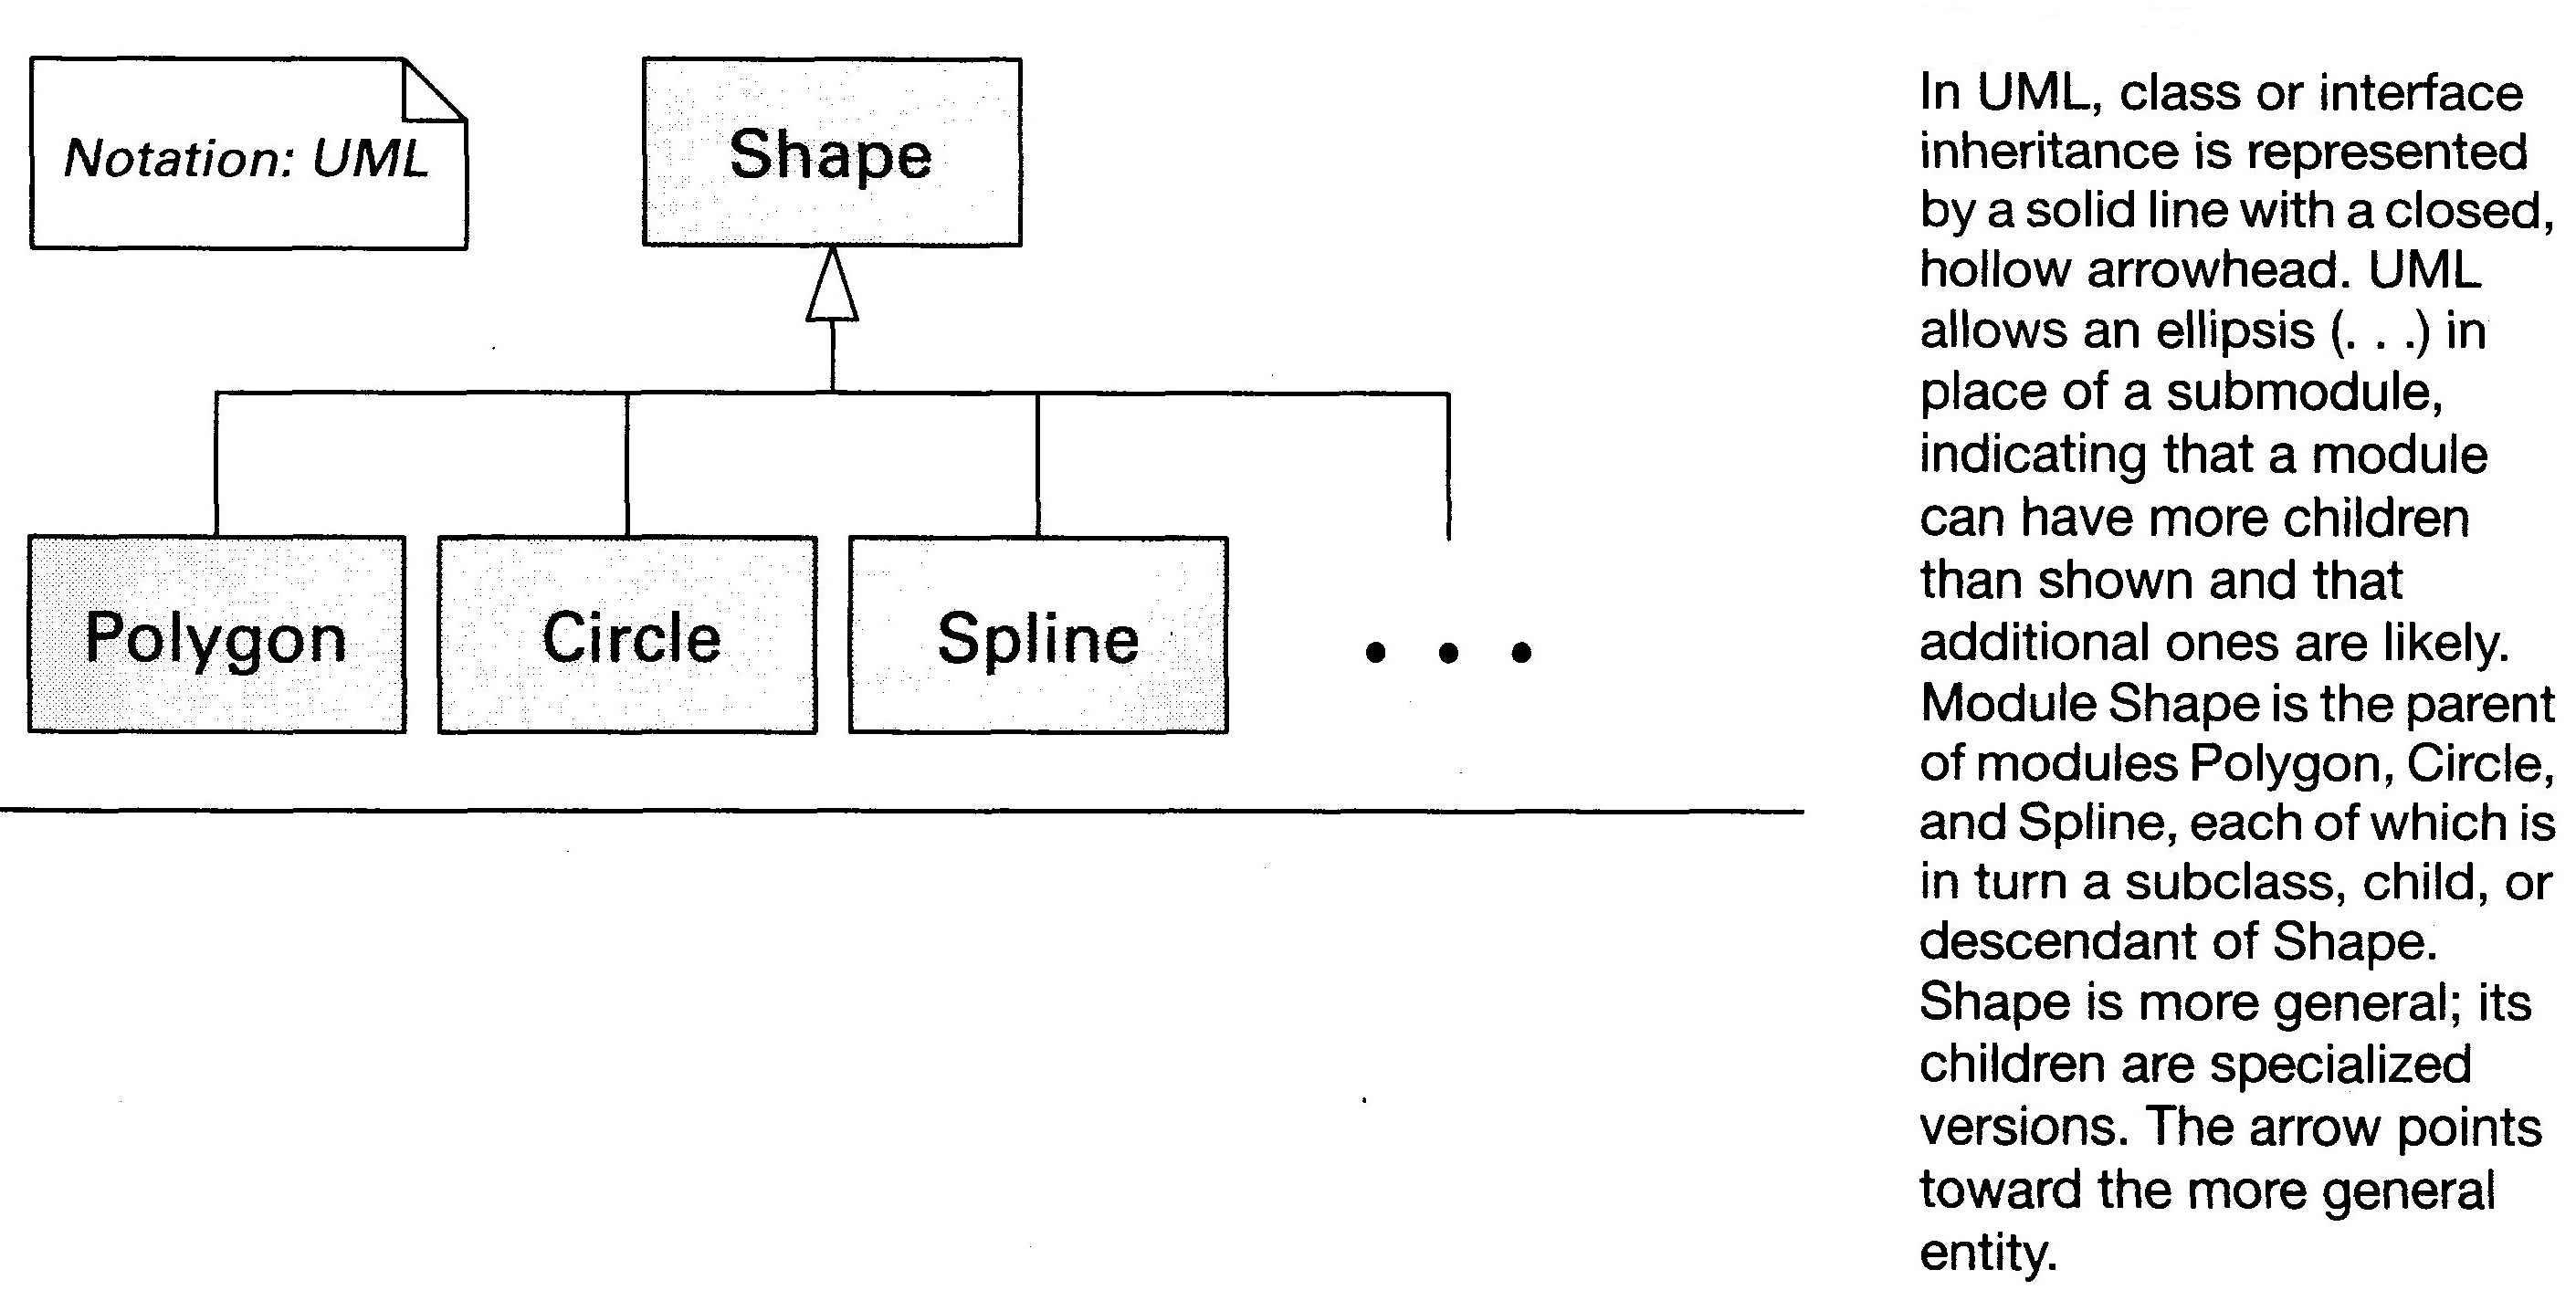 Notation: UML
Shape
Polygon
Circle
Spline
. . .
In UML, class or interface
inheritance is represented
by a solid line with a closed,
hollow arrowhead. UML
allows an ellipsis (. . .) in
place of a submodule,
indicating that a module
can have more children
than shown and that
additional ones are likely.
Module Shape is the parent
of modules Polygon, Circle,
and Spline, each of which is
in turn a subclass, child, or
descendant of Shape.
Shape is more general; its
children are specialized
versions. The arrow points
toward the more general
entity.